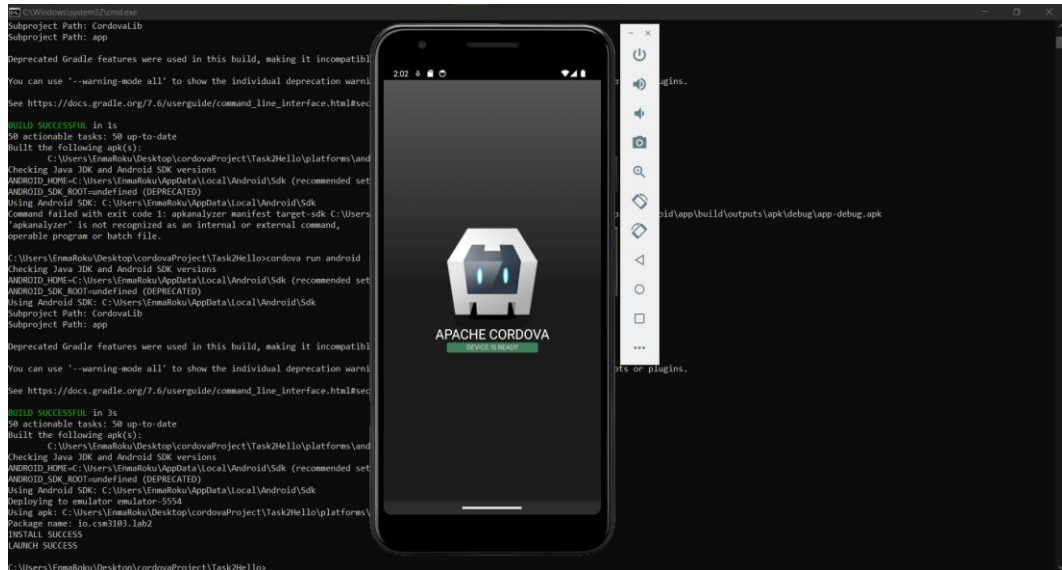 C:\Windows\system32\cmd.exe
Subproject Path: CordovaLib
Subproject Path: app
Deprecated Gradle features were used in this build, making it incompatibl
You can use '--warning-mode all' to show the individual deprecation warni
ugins.
See https://docs.gradle.org/7.6/userguide/command_line_interface.html#sec
BUILD SUCCESSFUL in 1s
50 actionable tasks: 50 up-to-date
Built the following apk(s):
C:\Users\EnmaRoku\Desktop\cordovaProject\Task2Hello\platforms\and
Checking Java JDK and Android SDK versions
ANDROID_HOME=C:\Users\EnmaRoku\AppData\Local\Android\Sdk (recommended set
ANDROID_SDK_ROOT=undefined (DEPRECATED)
Using Android SDK: C:\Users\EnmaRoku\AppData\Local\Android\Sdk
Command failed with exit code 1: apkanalyzer manifest target-sdk C:\Users
oid\app\build\outputs\apk\debug\app-debug.apk
'apkanalyzer' is not recognized as an internal or external command,
operable program or batch file.
C:\Users\EnmaRoku\Desktop\cordovaProject\Task2Hello>cordova run android
Checking Java JDK and Android SDK versions
ANDROID_HOME=C:\Users\EnmaRoku\AppData\Local\Android\Sdk (recommended set
ANDROID_SDK_ROOT=undefined (DEPRECATED)
Using Android SDK: C:\Users\EnmaRoku\AppData\Local\Android\Sdk
Subproject Path: CordovaLib
Subproject Path: app
Deprecated Gradle features were used in this build, making it incompatibl
You can use '--warning-mode all' to show the individual deprecation warni
pts or plugins.
See https://docs.gradle.org/7.6/userguide/command_line_interface.html#sec
BUILD SUCCESSFUL in 3s
50 actionable tasks: 50 up-to-date
Built the following apk(s):
C:\Users\EnmaRoku\Desktop\cordovaProject\Task2Hello\platforms\and
Checking Java JDK and Android SDK versions
ANDROID_HOME=C:\Users\EnmaRoku\AppData\Local\Android\Sdk (recommended set
ANDROID_SDK_ROOT=undefined (DEPRECATED)
Using Android SDK: C:\Users\EnmaRoku\AppData\Local\Android\Sdk
Deploying to emulator emulator-5554
Using apk: C:\Users\EnmaRoku\Desktop\cordovaProject\Task2Hello\platforms\
Package name: io.csm3103.lab2
INSTALL SUCCESS
LAUNCH SUCCESS
C:\Users\EnmaRoku\Desktop\cordovaProject\Task2Hello>
2:02
APACHE CORDOVA
DEVICE IS READY